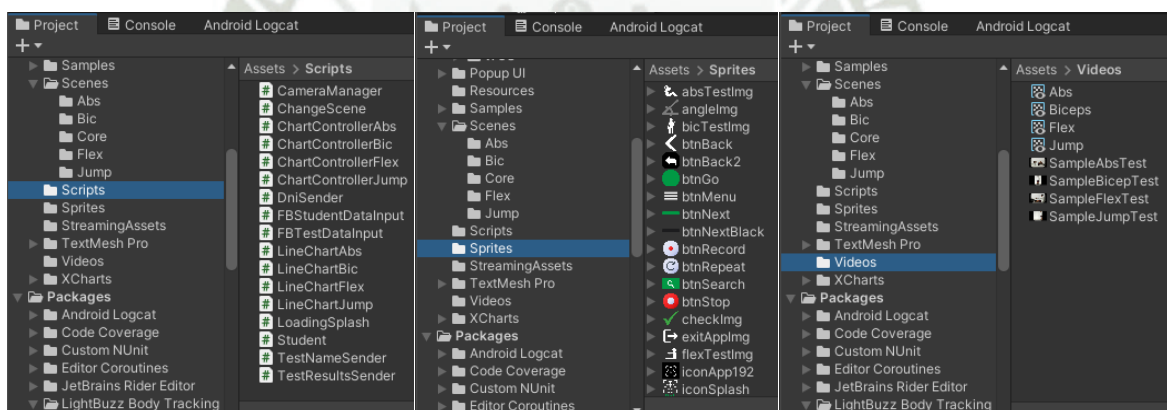 Project Console Android Logcat
Samples
Scenes
Abs
Bic
Core
Flex
Jump
Scripts
Sprites
StreamingAssets
TextMesh Pro
Videos
XCharts
Packages
Android Logcat
Code Coverage
Custom NUnit
Editor Coroutines
JetBrains Rider Editor
LightBuzz Body Tracking
Assets > Scripts
CameraManager
ChangeScene
ChartControllerAbs
ChartControllerBic
ChartControllerFlex
ChartControllerJump
DniSender
FBStudentDataInput
FBTestDataInput
LineChartAbs
LineChartBic
LineChartFlex
LineChartJump
LoadingSplash
Student
TestNameSender
TestResultsSender
Project Console Android Logcat
Popup UI
Resources
Samples
Scenes
Abs
Bic
Core
Flex
Jump
Scripts
Sprites
StreamingAssets
TextMesh Pro
Videos
XCharts
Packages
Android Logcat
Code Coverage
Custom NUnit
Editor Coroutines
Assets > Sprites
absTestImg
angleImg
bicTestImg
btnBack
btnBack2
btnGo
btnMenu
btnNext
btnNextBlack
btnRecord
btnRepeat
btnSearch
btnStop
checkImg
exitAppImg
flexTestImg
iconApp192
iconSplash
Project Console Android Logcat
Samples
Scenes
Abs
Bic
Core
Flex
Jump
Scripts
Sprites
StreamingAssets
TextMesh Pro
Videos
XCharts
Packages
Android Logcat
Code Coverage
Custom NUnit
Editor Coroutines
JetBrains Rider Editor
LightBuzz Body Tracking
Assets > Videos
Abs
Biceps
Flex
Jump
SampleAbsTest
SampleBicepTest
SampleFlexTest
SampleJumpTest